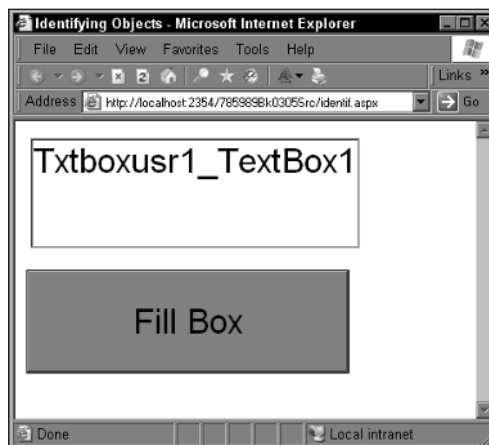 Identifying Objects - Microsoft Internet Explorer
File Edit View Favorites Tools Help
Links »
Address http://localhost:2354/785989Bk0305Src/identif.aspx Go
Txtboxusr1_TextBox1
Fill Box
Done Local intranet